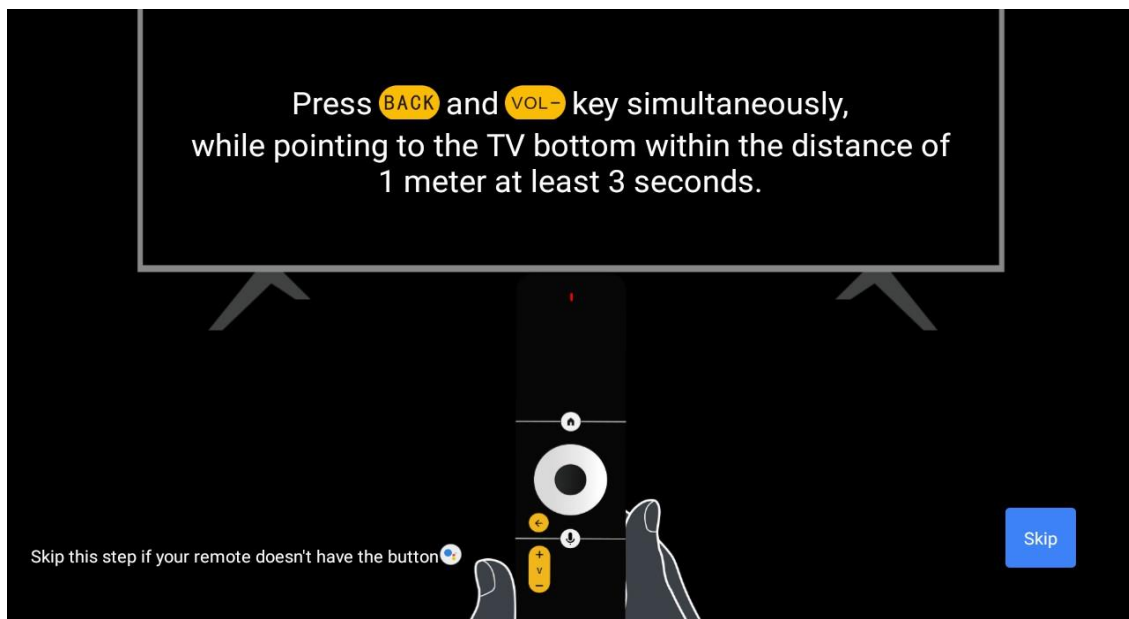 Press BACK and VOL- key simultaneously,
while pointing to the TV bottom within the distance of
1 meter at least 3 seconds.
+
V
-
Skip this step if your remote doesn't have the button
Skip